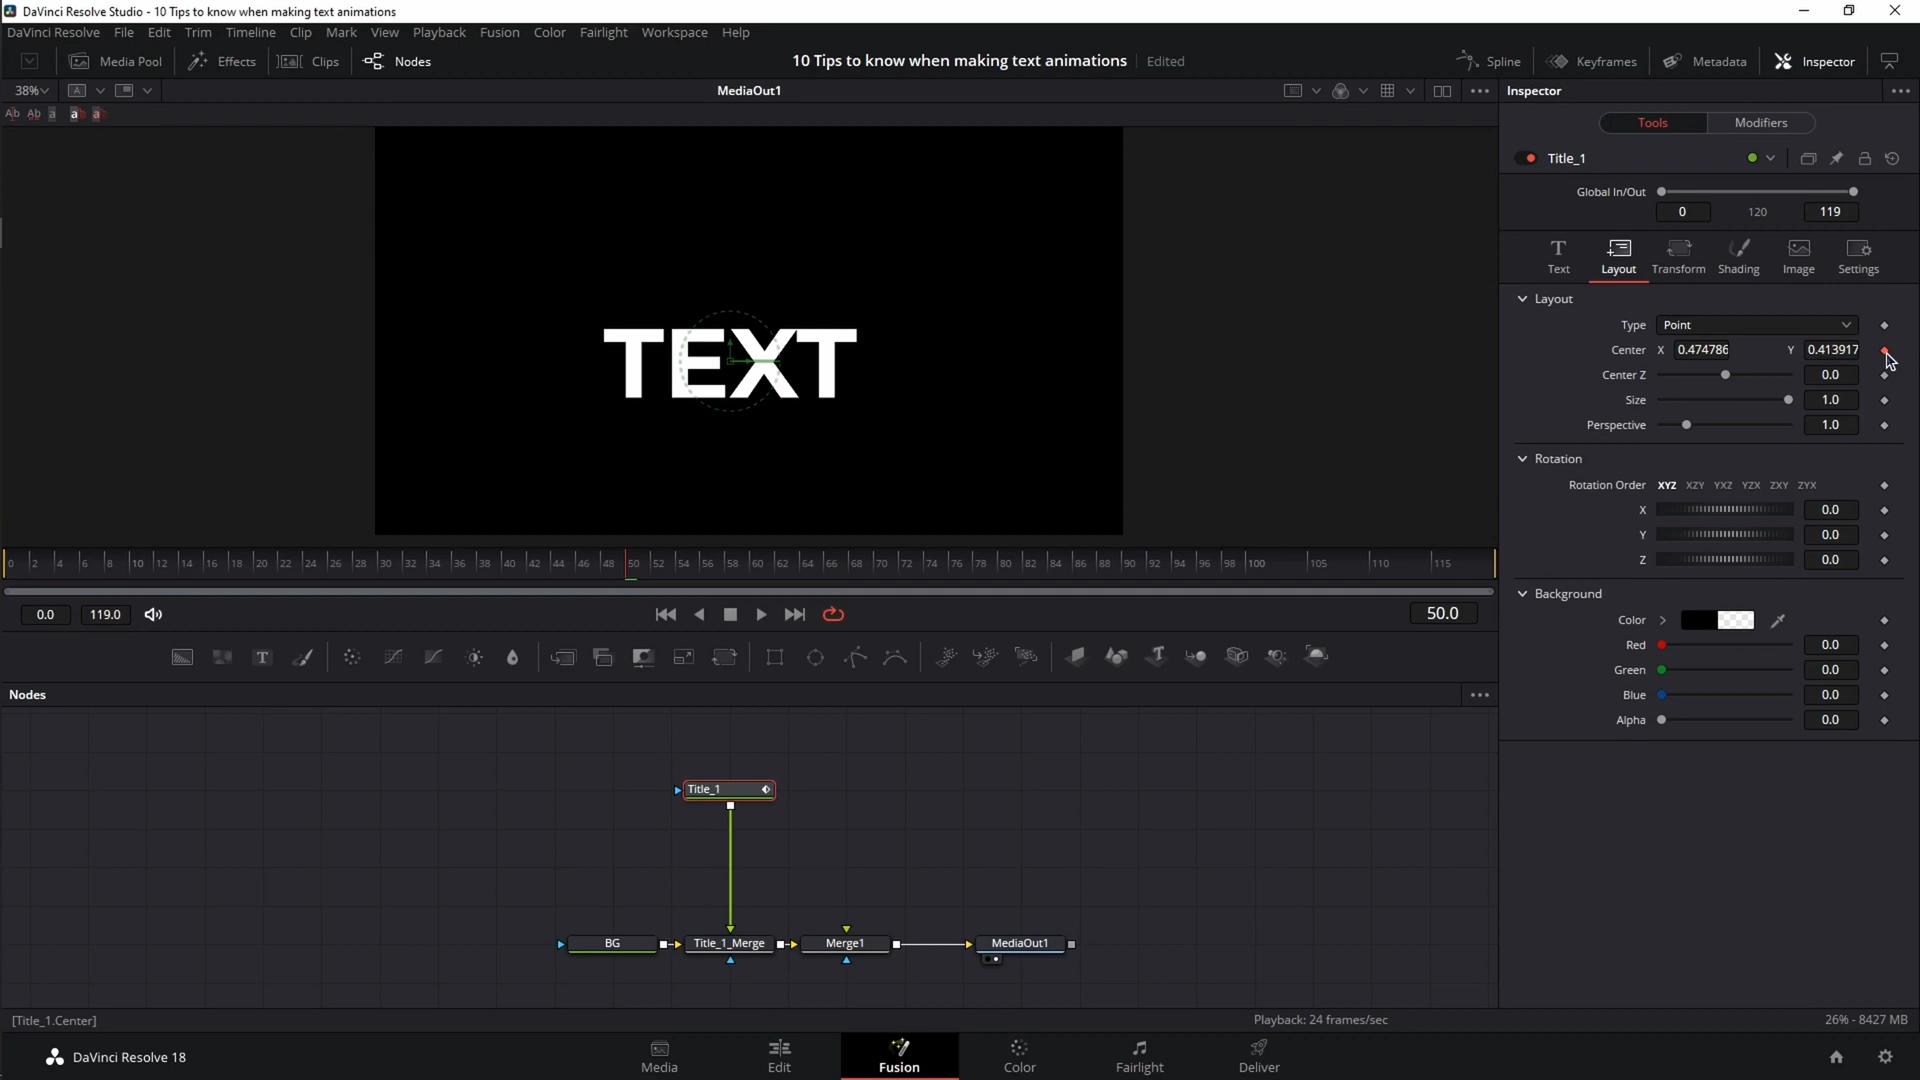 DaVinci Resolve Studio - 10 Tips to know when making text animations
DaVinci Resolve File Edit Trim Timeline Clip Mark View Playback Fusion Color Fairlight Workspace Help
Media Pool Effects Clips Nodes 10 Tips to know when making text animations Edited Spline Keyframes Metadata Inspector
38% A MediaOut1 Inspector
Ab Ab a ab a
Tools Modifiers
Title_1
Global In/Out
0 120 119
Text Layout Transform Shading Image Settings
Layout
Type Point
Center X 0.474786 Y 0.413917
Center Z 0.0
Size 1.0
Perspective 1.0
Rotation
Rotation Order XYZ XZY YXZ YZX ZXY ZYX
X 0.0
Y 0.0
Z 0.0
Background
Color
Red 0.0
Green 0.0
Blue 0.0
Alpha 0.0
TEXT
0 2 4 6 8 10 12 14 16 18 20 22 24 26 28 30 32 34 36 38 40 42 44 46 48 50 52 54 56 58 60 62 64 66 68 70 72 74 76 78 80 82 84 86 88 90 92 94 96 98 100 105 110 115
0.0 119.0 50.0
Nodes
Title_1
BG Title_1_Merge Merge1 MediaOut1
[Title_1.Center] Playback: 24 frames/sec 26% - 8427 MB
DaVinci Resolve 18 Media Edit Fusion Color Fairlight Deliver